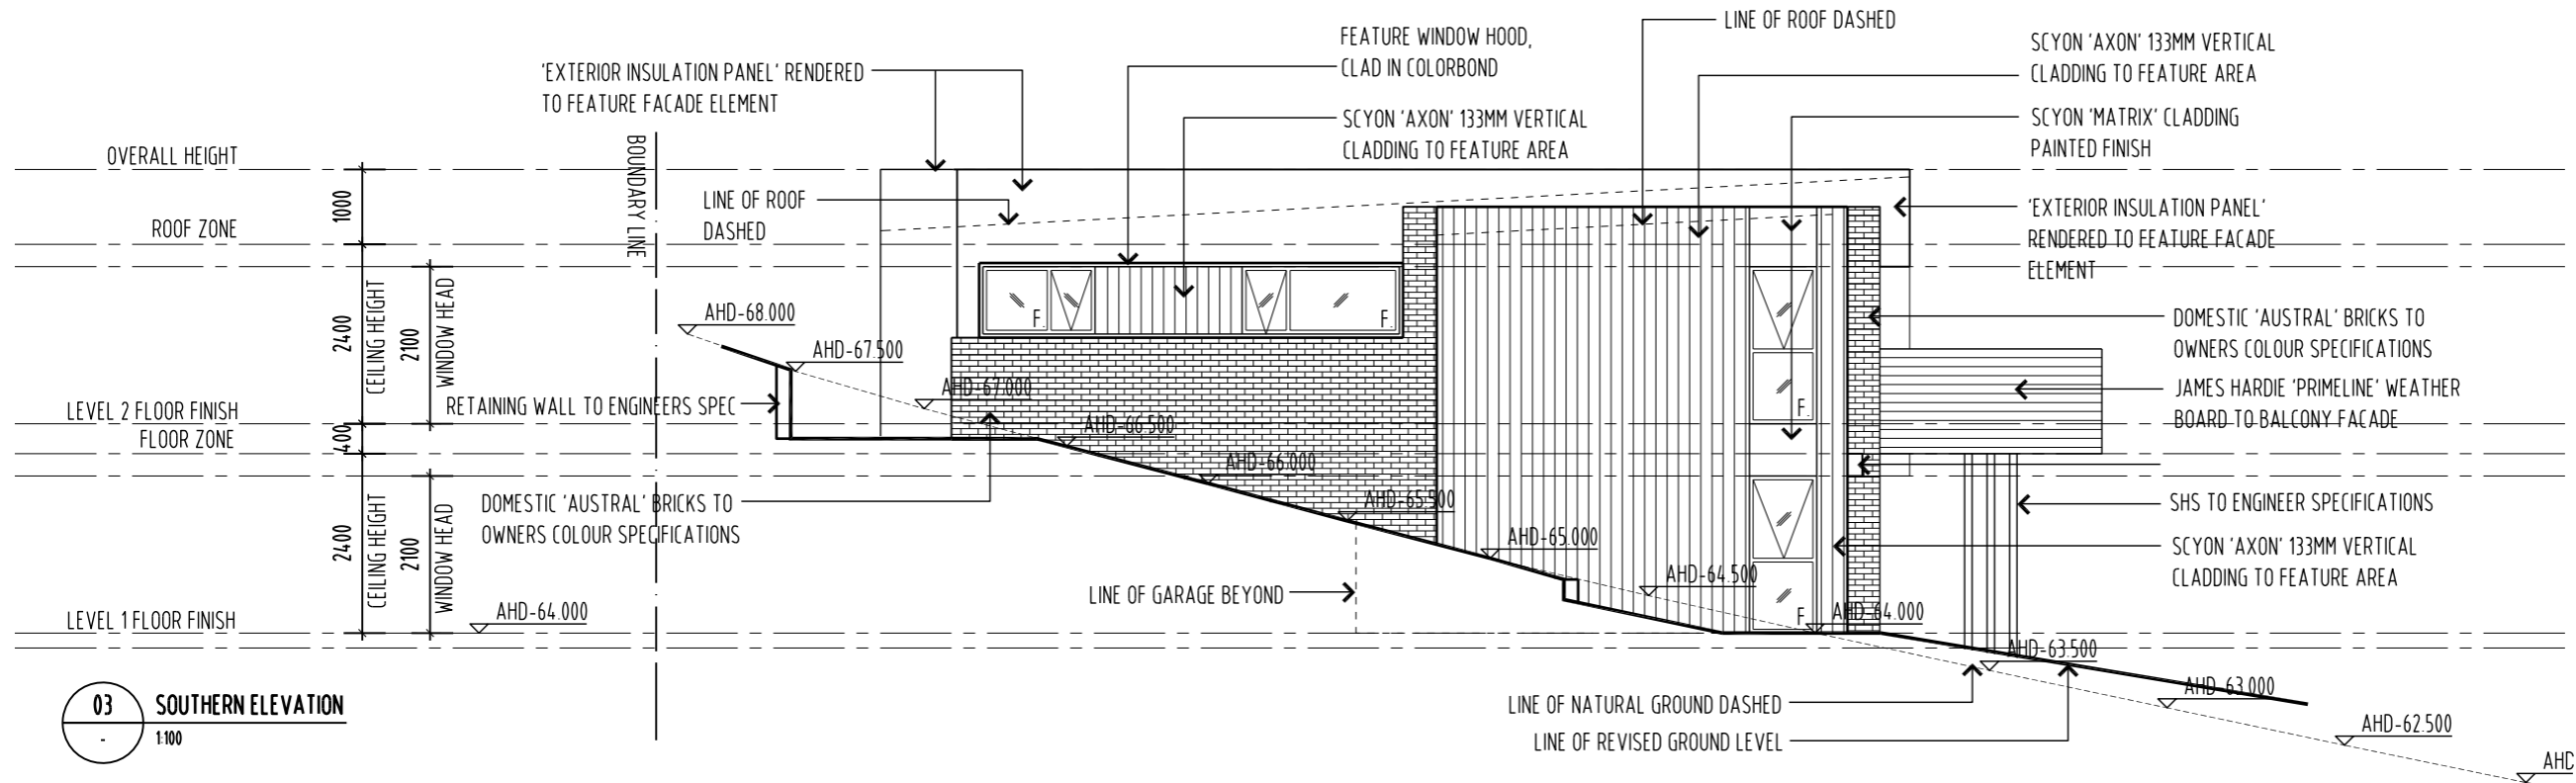 LINE OF ROOF DASHED
FEATURE WINDOW HOOD,
CLAD IN COLORBOND
SCYON 'AXON' 133MM VERTICAL
CLADDING TO FEATURE AREA
'EXTERIOR INSULATION PANEL' RENDERED
TO FEATURE FACADE ELEMENT
SCYON 'AXON' 133MM VERTICAL
CLADDING TO FEATURE AREA
SCYON 'MATRIX' CLADDING
PAINTED FINISH
BOUNDARY LINE
OVERALL HEIGHT
1000
LINE OF ROOF
DASHED
ROOF ZONE
'EXTERIOR INSULATION PANEL'
RENDERED TO FEATURE FACADE
ELEMENT
2400
CEILING HEIGHT
2100
WINDOW HEAD
AHD-68.000
F.
F.
DOMESTIC 'AUSTRAL' BRICKS TO
OWNERS COLOUR SPECIFICATIONS
AHD-67.500
AHD-67.000
JAMES HARDIE 'PRIMELINE' WEATHER
BOARD TO BALCONY FACADE
RETAINING WALL TO ENGINEERS SPEC
F.
LEVEL 2 FLOOR FINISH
AHD-66.500
FLOOR ZONE
400
AHD-66.000
DOMESTIC 'AUSTRAL' BRICKS TO
OWNERS COLOUR SPECIFICATIONS
AHD-65.500
SHS TO ENGINEER SPECIFICATIONS
2400
CEILING HEIGHT
2100
WINDOW HEAD
AHD-65.000
SCYON 'AXON' 133MM VERTICAL
CLADDING TO FEATURE AREA
AHD-64.500
LINE OF GARAGE BEYOND
LEVEL 1 FLOOR FINISH
AHD-64.000
F.
AHD-64.000
AHD-63.500
AHD-63.000
03
SOUTHERN ELEVATION
-
1:100
LINE OF NATURAL GROUND DASHED
LINE OF REVISED GROUND LEVEL
AHD-62.500
AHD